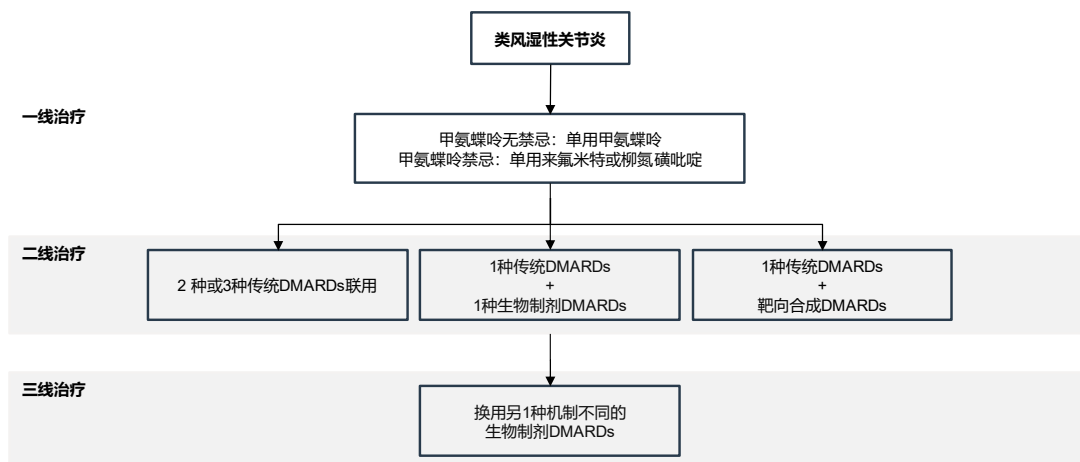 类风湿性关节炎
一线治疗
甲氨蝶呤无禁忌：单用甲氨蝶呤
甲氨蝶呤禁忌：单用来氟米特或柳氮磺吡啶
二线治疗
2 种或3种传统DMARDs联用
1种传统DMARDs
+
1种生物制剂DMARDs
1种传统DMARDs
+
靶向合成DMARDs
三线治疗
换用另1种机制不同的
生物制剂DMARDs